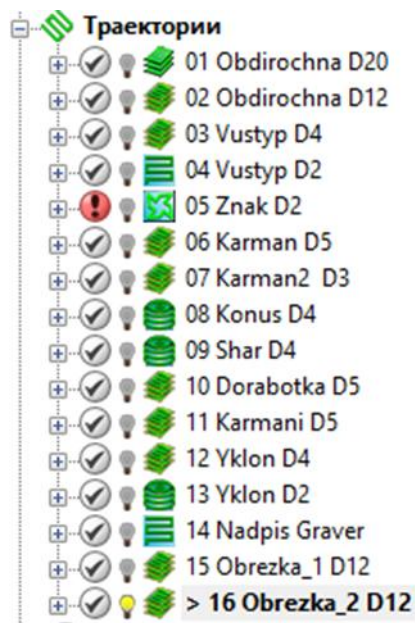 Траектории
01 Obdirochna D20
02 Obdirochna D12
03 Vustyp D4
04 Vustyp D2
05 Znak D2
06 Karman D5
07 Karman2  D3
08 Konus D4
09 Shar D4
10 Dorabotka D5
11 Karmani D5
12 Yklon D4
13 Yklon D2
14 Nadpis Graver
15 Obrezka_1 D12
> 16 Obrezka_2 D12